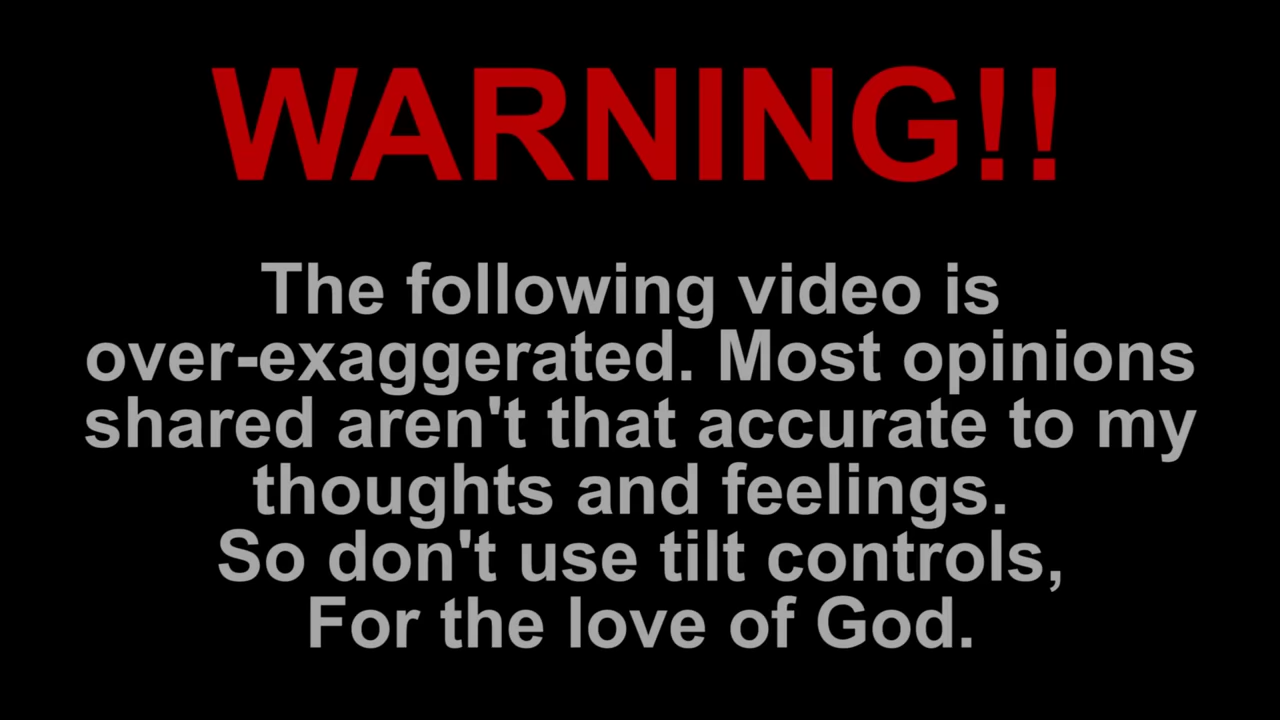 WARNING!!
The following video is
over-exaggerated. Most opinions
shared aren't that accurate to my
thoughts and feelings.
So don't use tilt controls,
For the love of God.